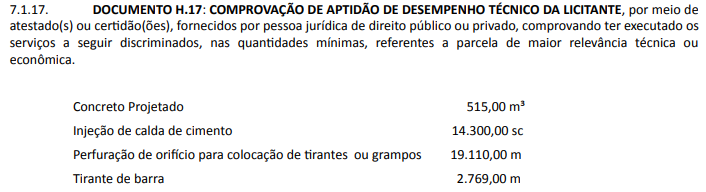 7.1.17. DOCUMENTO H.17: COMPROVAÇÃO DE APTIDÃO DE DESEMPENHO TÉCNICO DA LICITANTE, por meio de
atestado(s) ou certidão(ões), fornecidos por pessoa jurídica de direito público ou privado, comprovando ter executado os
serviços a seguir discriminados, nas quantidades mínimas, referentes a parcela de maior relevância técnica ou
econômica.
Concreto Projetado 515,00 m³
Injeção de calda de cimento 14.300,00 sc
Perfuração de orifício para colocação de tirantes ou grampos 19.110,00 m
Tirante de barra 2.769,00 m